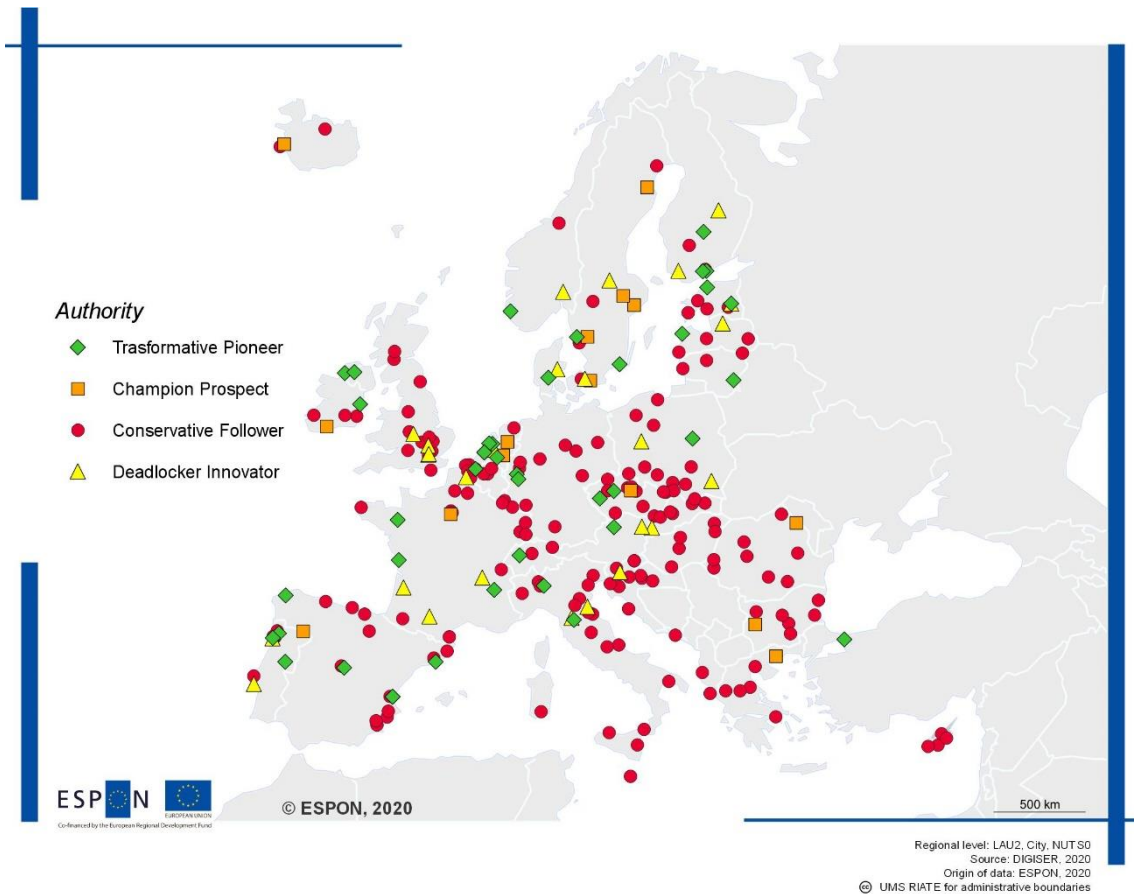 Authority
Trasformative Pioneer
Champion Prospect
Conservative Follower
Deadlocker Innovator
ESPON
EUROPEAN UNION
Co-financed by the European Regional Development Fund
© ESPON, 2020
500 km
Regional level: LAU2, City, NUTS0
Source: DIGISER, 2020
Origin of data: ESPON, 2020
cc UMS RIATE for administrative boundaries